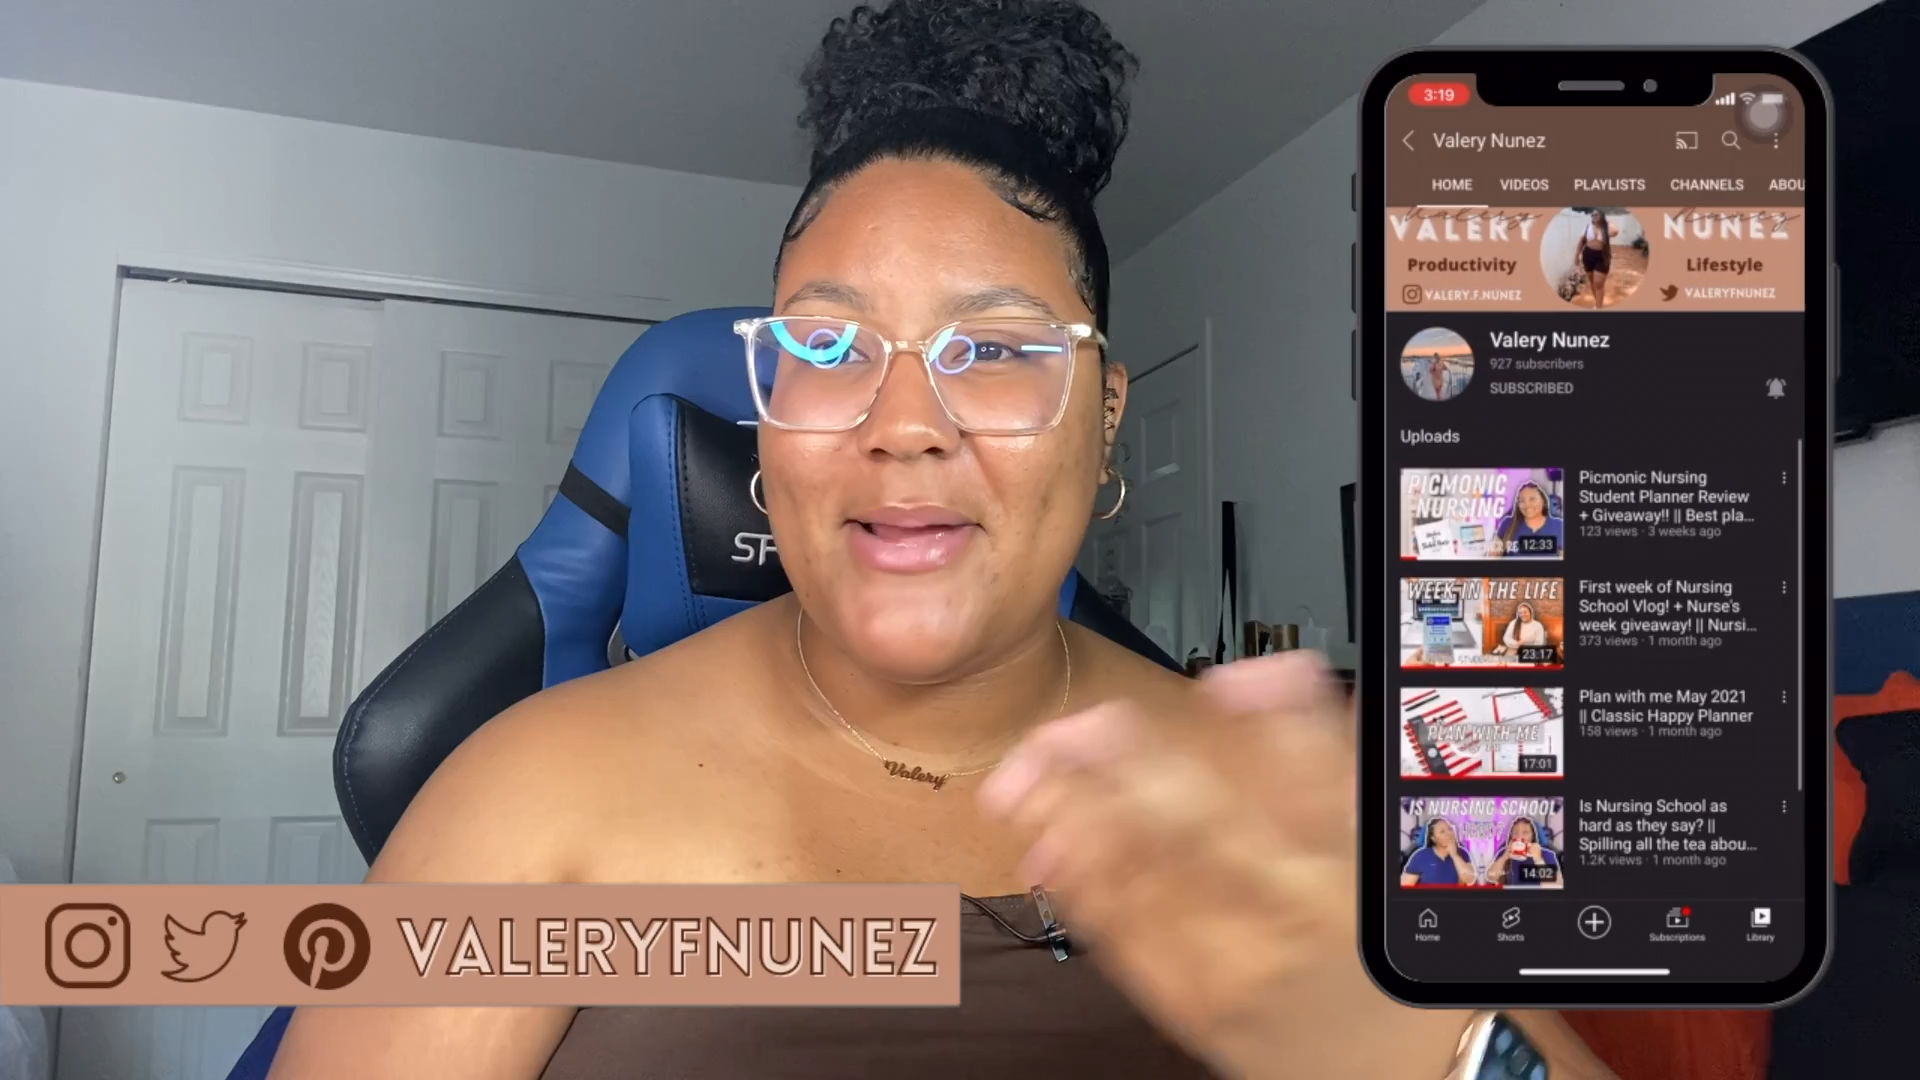 3:19
Valery Nunez
HOME VIDEOS PLAYLISTS CHANNELS ABOU
VALERY NUNEZ
Productivity Lifestyle
VALERY.F.NUNEZ VALERYFNUNEZ
Valery Nunez
927 subscribers
SUBSCRIBED
Uploads
PICMONIC
NURSING
12:33
Picmonic Nursing
Student Planner Review
+ Giveaway!! || Best pla...
123 views · 3 weeks ago
WEEK IN THE LIFE
23:17
First week of Nursing
School Vlog! + Nurse's
week giveaway! || Nursi...
373 views · 1 month ago
PLAN WITH ME
17:01
Plan with me May 2021
|| Classic Happy Planner
158 views · 1 month ago
IS NURSING SCHOOL
HARD?
14:02
Is Nursing School as
hard as they say? ||
Spilling all the tea abou...
1.2K views · 1 month ago
Home Shorts Subscriptions Library
Valery
VALERYFNUNEZ